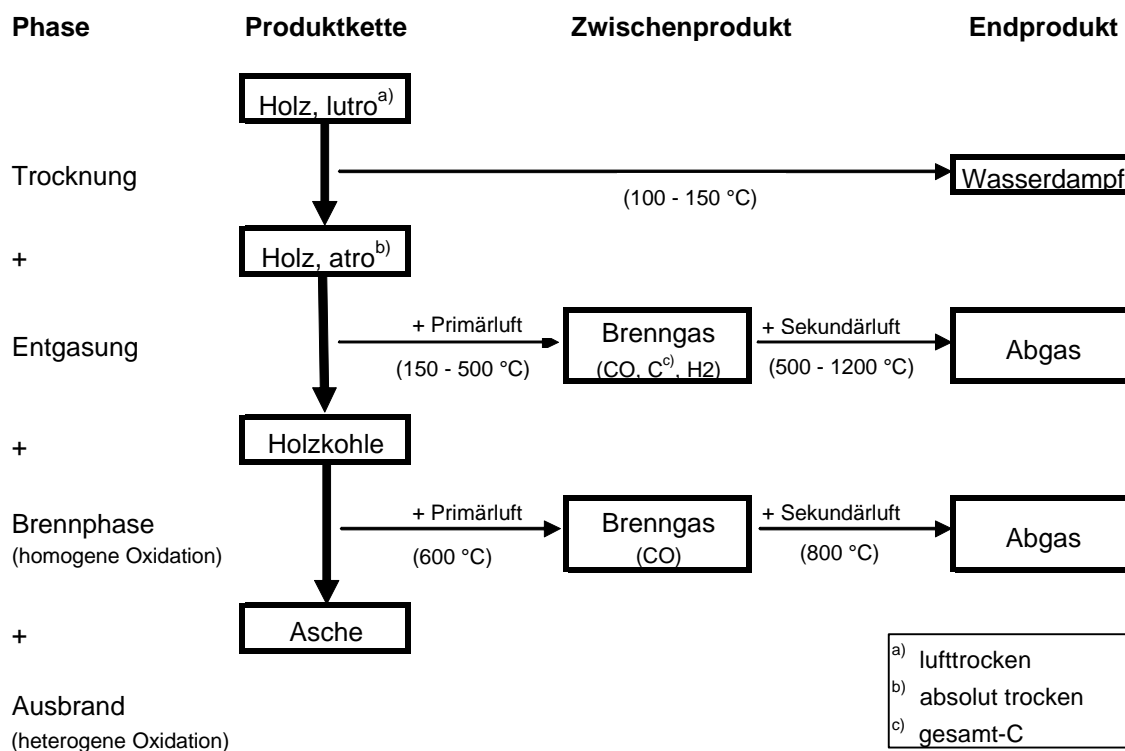 Phase Produktkette Zwischenprodukt Endprodukt
Holz, lutro a)
Trocknung
(100 - 150 °C)
Wasserdampf
+
Holz, atro b)
Entgasung
+ Primärluft
(150 - 500 °C)
Brenngas
(CO, C c), H2)
+ Sekundärluft
(500 - 1200 °C)
Abgas
+
Holzkohle
Brennphase
(homogene Oxidation)
+ Primärluft
(600 °C)
Brenngas
(CO)
+ Sekundärluft
(800 °C)
Abgas
+
Asche
Ausbrand
(heterogene Oxidation)
a) lufttrocken
b) absolut trocken
c) gesamt-C